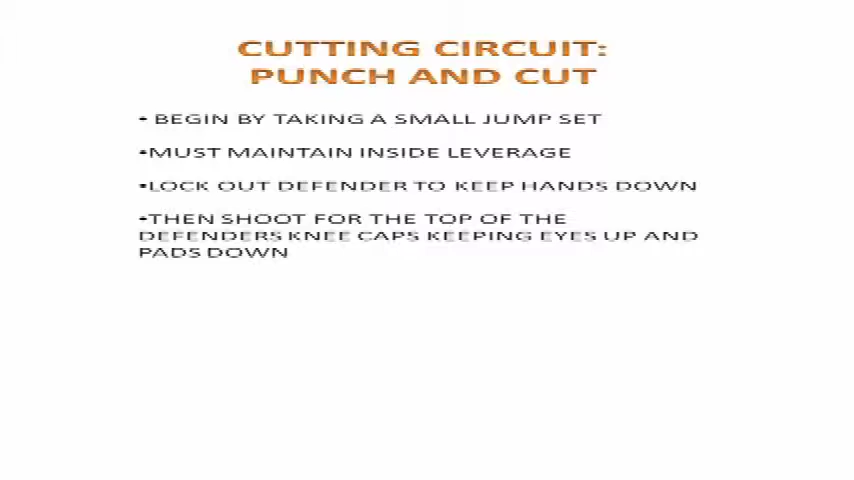 CUTTING CIRCUIT:
PUNCH AND CUT
• BEGIN BY TAKING A SMALL JUMP SET
•MUST MAINTAIN INSIDE LEVERAGE
•LOCK OUT DEFENDER TO KEEP HANDS DOWN
•THEN SHOOT FOR THE TOP OF THE
DEFENDERS KNEE CAPS KEEPING EYES UP AND
PADS DOWN